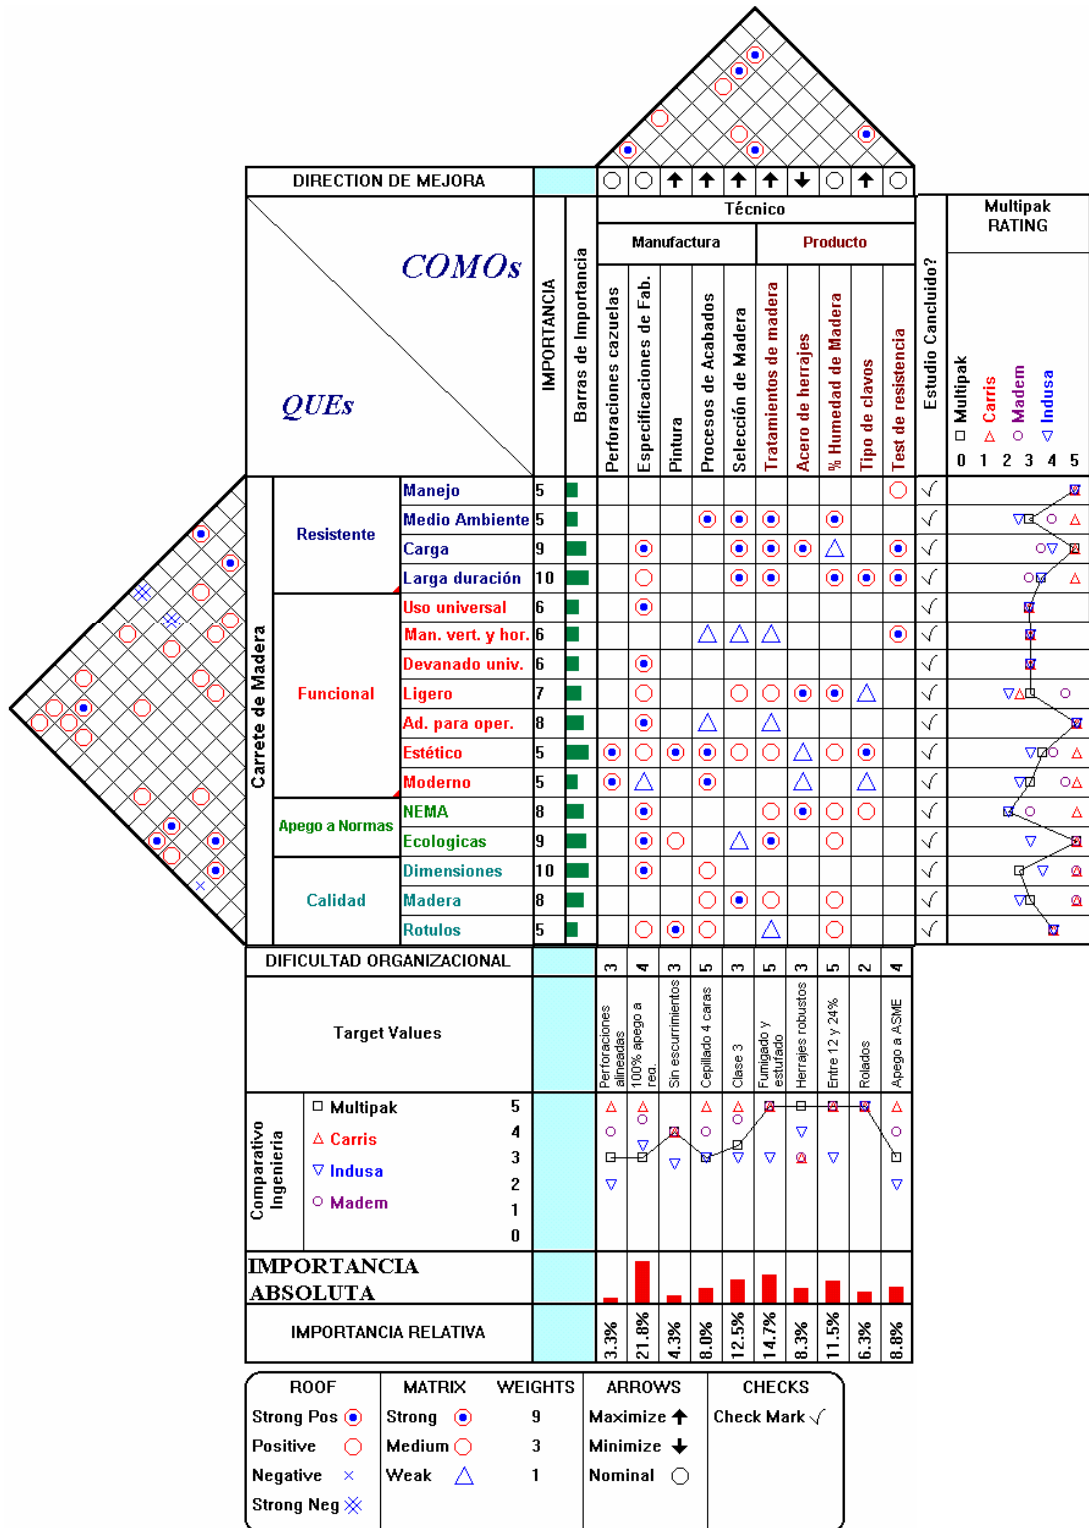 DIRECTION DE MEJORA
COMOs
QUEs
IMPORTANCIA
Barras de Importancia
Técnico
Manufactura
Producto
Perforaciones cazuelas
Especificaciones de Fab.
Pintura
Procesos de Acabados
Selección de Madera
Tratamientos de madera
Acero de herrajes
% Humedad de Madera
Tipo de clavos
Test de resistencia
Estudio Cancluido?
Multipak
RATING
Multipak
Carris
Madem
Indusa
0 1 2 3 4 5
Carrete de Madera
Resistente
Manejo 5
Medio Ambiente 5
Carga 9
Larga duración 10
Funcional
Uso universal 6
Man. vert. y hor. 6
Devanado univ. 6
Ligero 7
Ad. para oper. 8
Estético 5
Moderno 5
Apego a Normas
NEMA 8
Ecologicas 9
Calidad
Dimensiones 10
Madera 8
Rotulos 5
DIFICULTAD ORGANIZACIONAL 3 4 3 5 3 5 3 5 2 4
Target Values
Perforaciones alineadas
100% apego a req.
Sin escurrimientos
Cepillado 4 caras
Clase 3
Fumigado y estufado
Herrajes robustos
Entre 12 y 24%
Rolados
Apego a ASME
Comparativo Ingenieria
Multipak 5
Carris 4
Indusa 3
Madem 2
1
0
IMPORTANCIA
ABSOLUTA
IMPORTANCIA RELATIVA 3.3% 21.8% 4.3% 8.0% 12.5% 14.7% 8.3% 11.5% 6.3% 8.8%
ROOF MATRIX WEIGHTS ARROWS CHECKS
Strong Pos Strong 9 Maximize Check Mark
Positive Medium 3 Minimize
Negative Weak 1 Nominal
Strong Neg